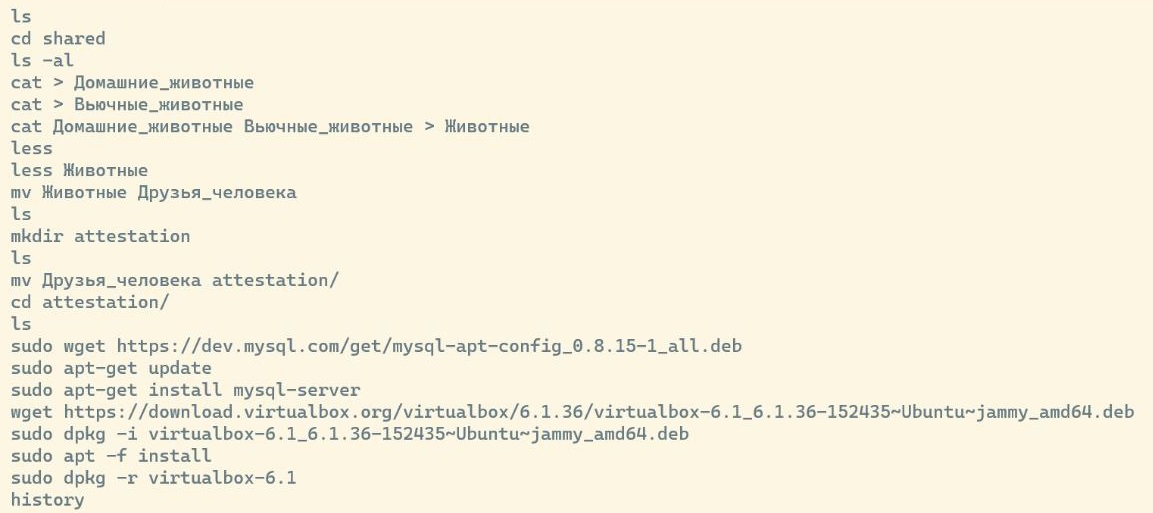 ls
cd shared
ls -al
cat > Домашние_животные
cat > Вьючные_животные
cat Домашние_животные Вьючные_животные > Животные
less
less Животные
mv Животные Друзья_человека
ls
mkdir attestation
ls
mv Друзья_человека attestation/
cd attestation/
ls
sudo wget https://dev.mysql.com/get/mysql-apt-config_0.8.15-1_all.deb
sudo apt-get update
sudo apt-get install mysql-server
wget https://download.virtualbox.org/virtualbox/6.1.36/virtualbox-6.1_6.1.36-152435~Ubuntu~jammy_amd64.deb
sudo dpkg -i virtualbox-6.1_6.1.36-152435~Ubuntu~jammy_amd64.deb
sudo apt -f install
sudo dpkg -r virtualbox-6.1
history